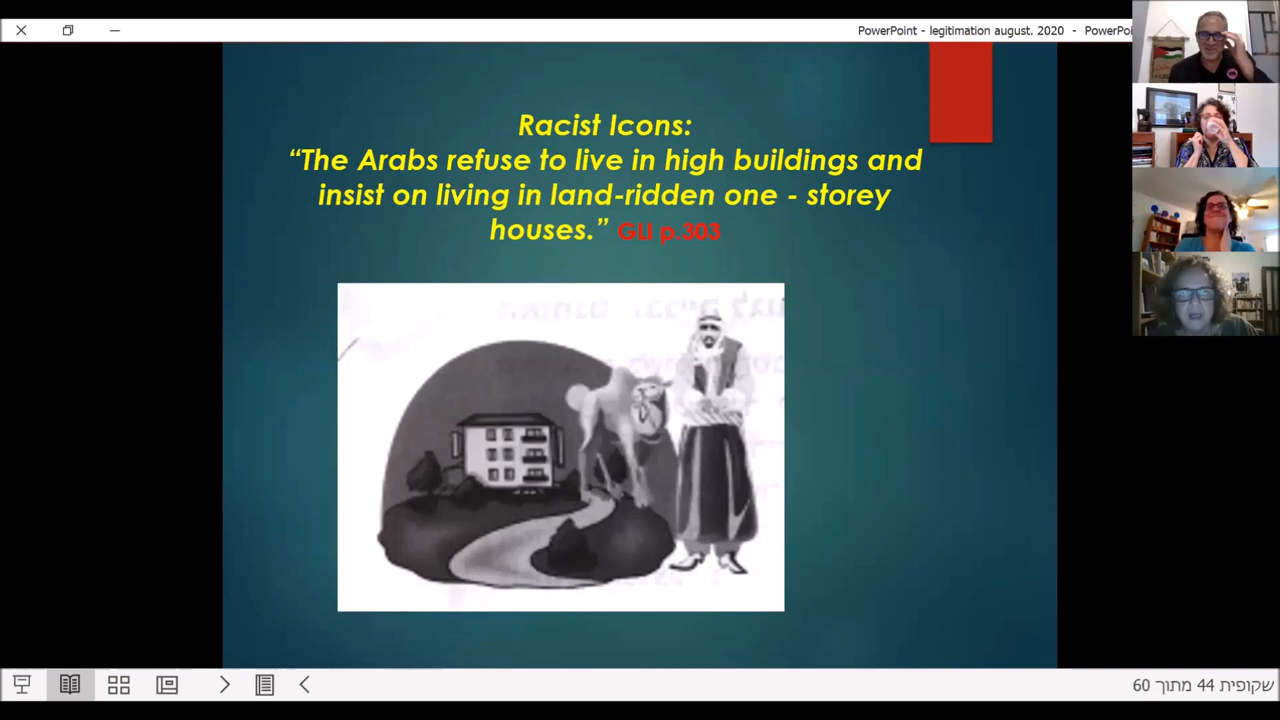 PowerPoint - legitimation august. 2020 - PowerPoi
Racist Icons:
“The Arabs refuse to live in high buildings and
insist on living in land-ridden one - storey
houses.” GLI p.303
שקופית 44 מתוך 60